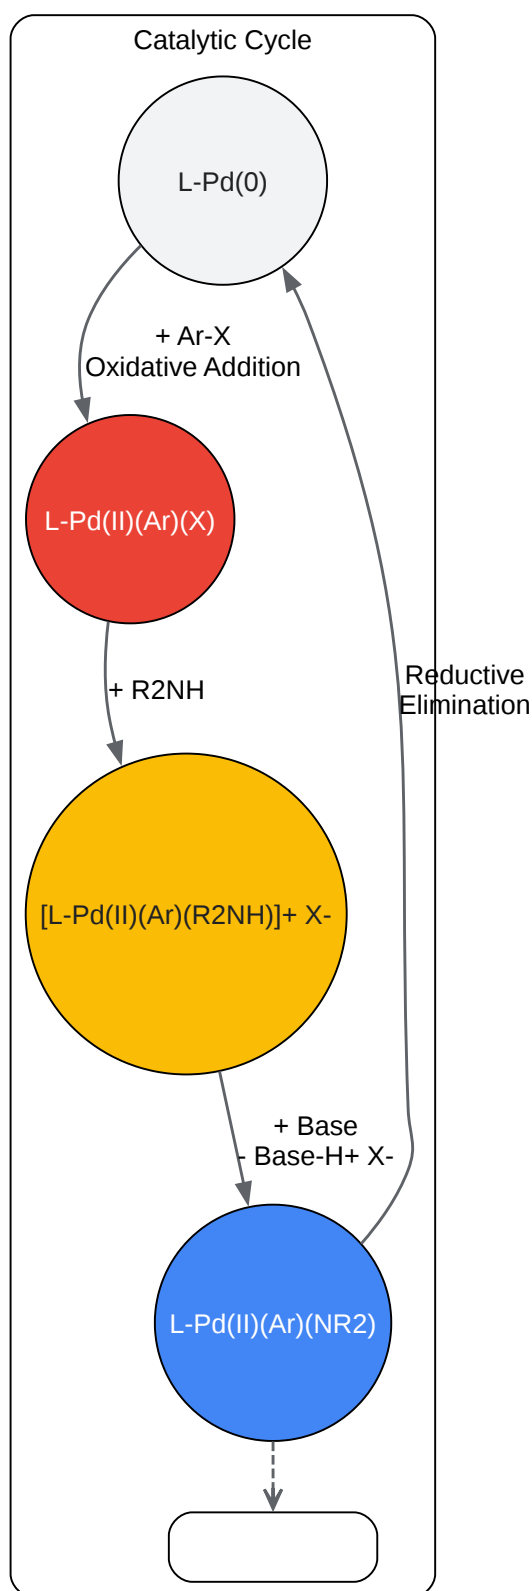 Catalytic Cycle
L-Pd(0)
+ Ar-X
Oxidative Addition
L-Pd(II)(Ar)(X)
+ R2NH
Reductive
Elimination
[L-Pd(II)(Ar)(R2NH)]+ X-
+ Base
- Base-H+ X-
L-Pd(II)(Ar)(NR2)